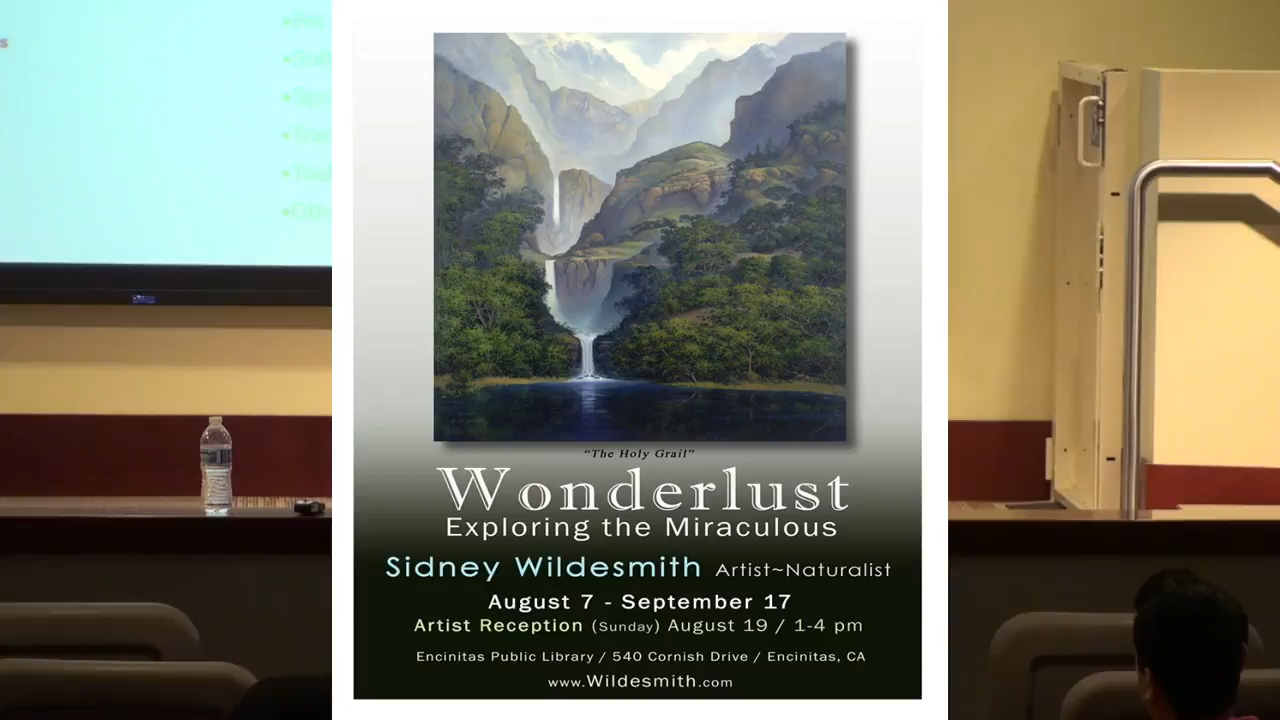 "The Holy Grail"
Wonderlust
Exploring the Miraculous
Sidney Wildesmith Artist~Naturalist
August 7 - September 17
Artist Reception (Sunday) August 19 / 1-4 pm
Encinitas Public Library / 540 Cornish Drive / Encinitas, CA
www.Wildesmith.com